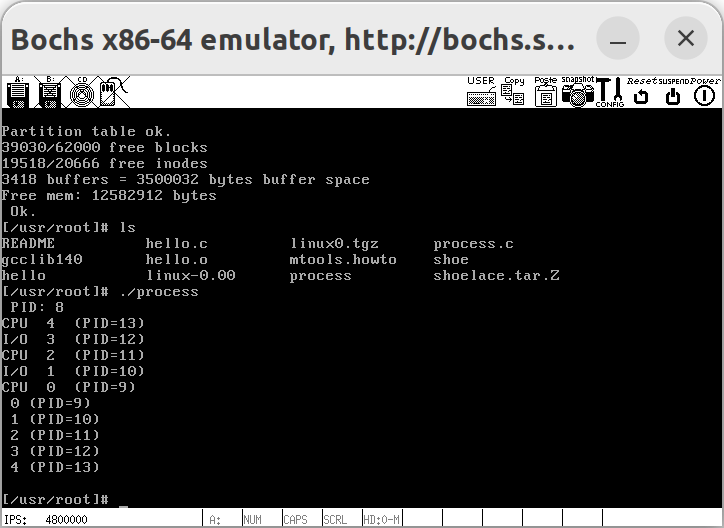 Bochs x86-64 emulator, http://bochs.s...
A: B: CD USER Copy Paste snapshot CONFIG Reset SUSPEND Power
Partition table ok.
39030/62000 free blocks
19518/20666 free inodes
3418 buffers = 3500032 bytes buffer space
Free mem: 12582912 bytes
 Ok.
[/usr/root]# ls
README hello.c linux0.tgz process.c
gcclib140 hello.o mtools.howto shoe
hello linux-0.00 process shoelace.tar.Z
[/usr/root]# ./process
 PID: 8
CPU 4 (PID=13)
I/O 3 (PID=12)
CPU 2 (PID=11)
I/O 1 (PID=10)
CPU 0 (PID=9)
 0 (PID=9)
 1 (PID=10)
 2 (PID=11)
 3 (PID=12)
 4 (PID=13)
[/usr/root]# _
IPS: 4800000 A: NUM CAPS SCRL HD:0-M